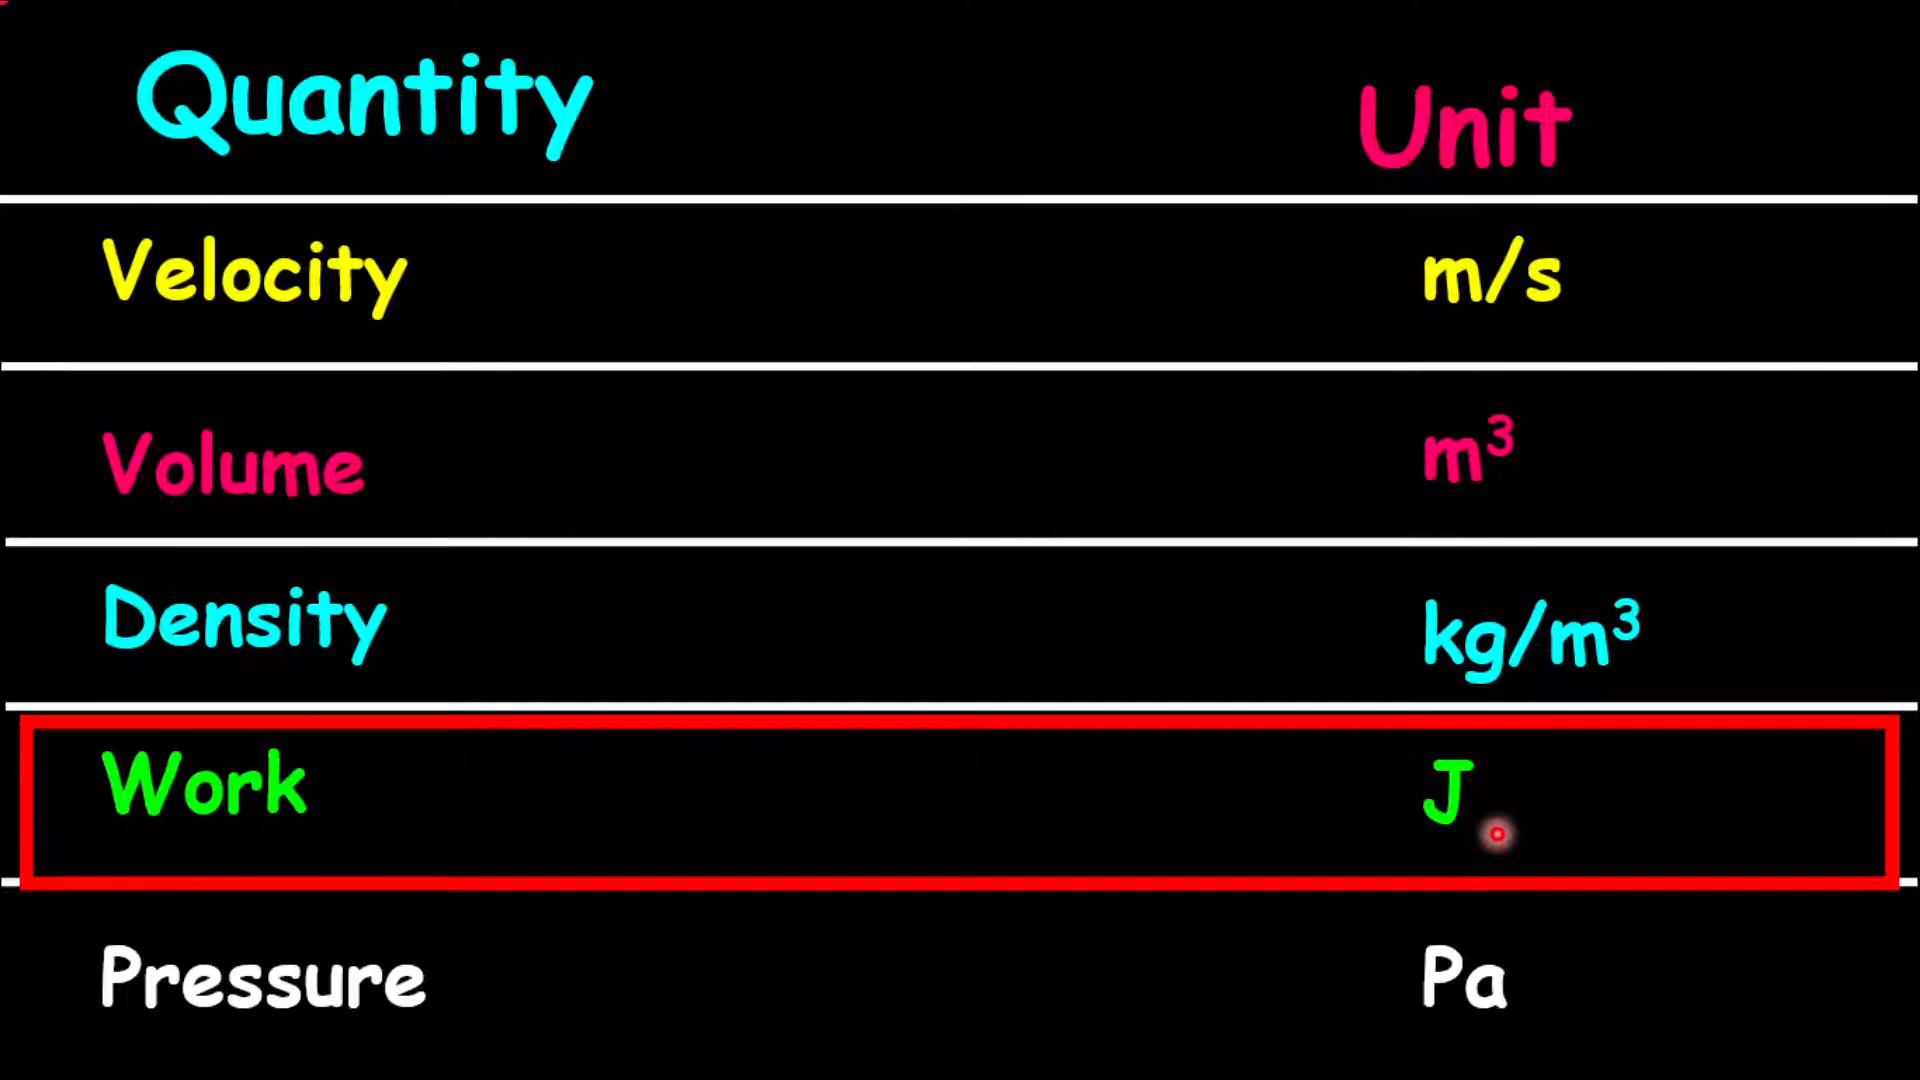 Quantity Unit
Velocity m/s
Volume m³
Density kg/m³
Work J
Pressure Pa